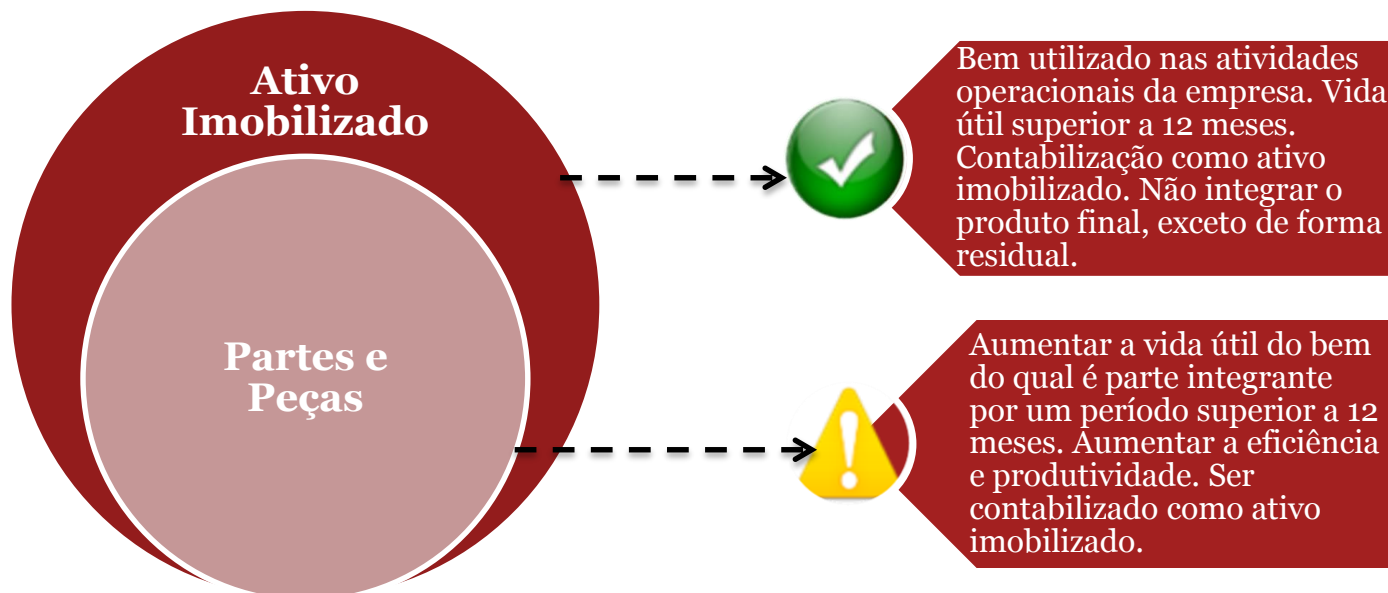 Ativo
Imobilizado
Partes e
Peças
Bem utilizado nas atividades
operacionais da empresa. Vida
útil superior a 12 meses.
Contabilização como ativo
imobilizado. Não integrar o
produto final, exceto de forma
residual.
Aumentar a vida útil do bem
do qual é parte integrante
por um período superior a 12
meses. Aumentar a eficiência
e produtividade. Ser
contabilizado como ativo
imobilizado.